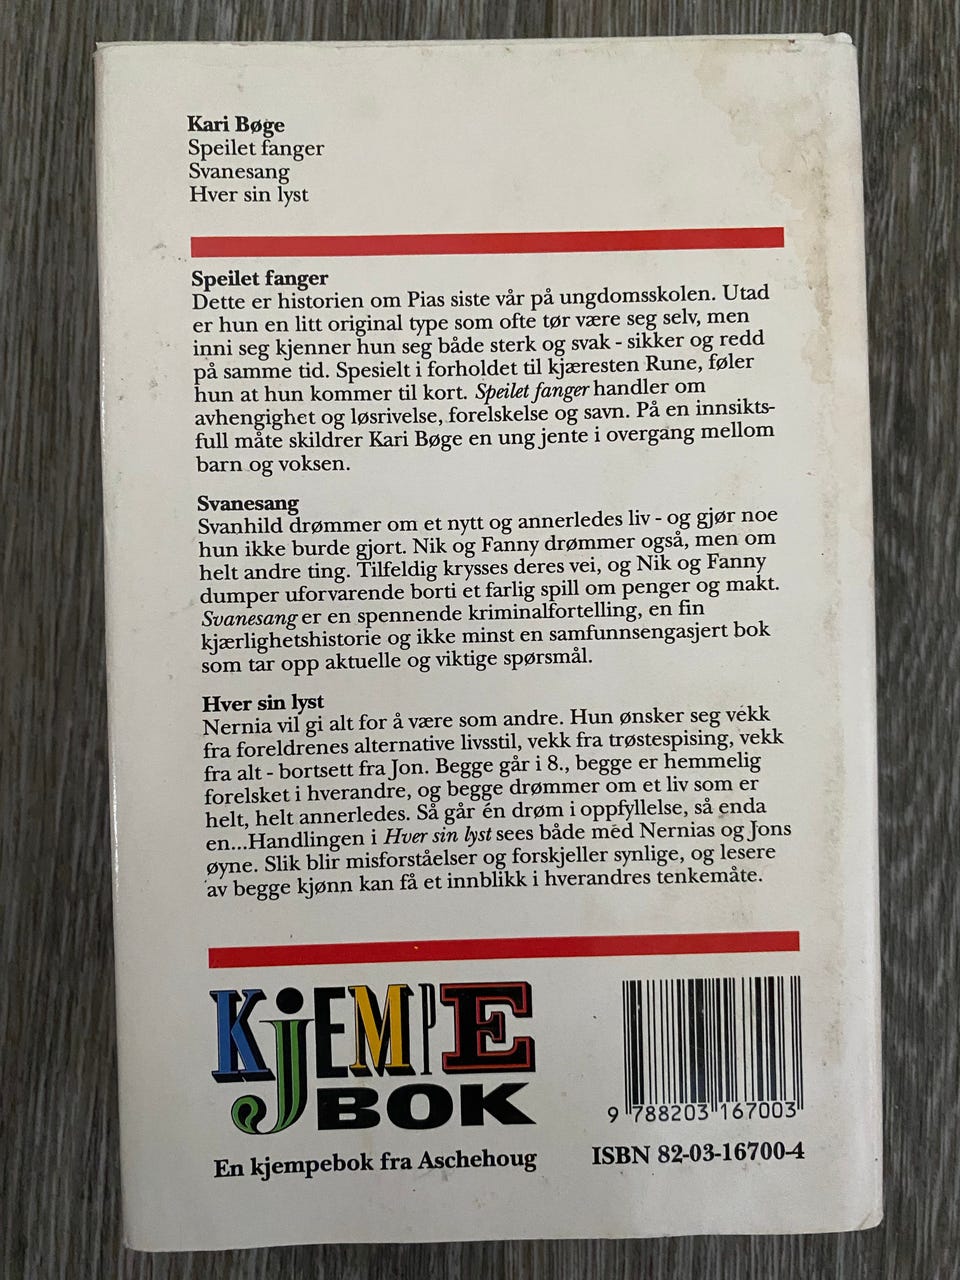 Kari Bøge
Speilet fanger
Svanesang
Hver sin lyst
Speilet fanger
Dette er historien om Pias siste vår på ungdomsskolen. Utad
er hun en litt original type som ofte tør være seg selv, men
inni seg kjenner hun seg både sterk og svak - sikker og redd
på samme tid. Spesielt i forholdet til kjæresten Rune, føler
hun at hun kommer til kort. Speilet fanger handler om
avhengighet og løsrivelse, forelskelse og savn. På en innsikts-
full måte skildrer Kari Bøge en ung jente i overgang mellom
barn og voksen.
Svanesang
Svanhild drømmer om et nytt og annerledes liv - og gjør noe
hun ikke burde gjort. Nik og Fanny drømmer også, men om
helt andre ting. Tilfeldig krysses deres vei, og Nik og Fanny
dumper uforvarende borti et farlig spill om penger og makt.
Svanesang er en spennende kriminalfortelling, en fin
kjærlighetshistorie og ikke minst en samfunnsengasjert bok
som tar opp aktuelle og viktige spørsmål.
Hver sin lyst
Nernia vil gi alt for å være som andre. Hun ønsker seg vekk
fra foreldrenes alternative livsstil, vekk fra trøstespising, vekk
fra alt - bortsett fra Jon. Begge går i 8., begge er hemmelig
forelsket i hverandre, og begge drømmer om et liv som er
helt, helt annerledes. Så går én drøm i oppfyllelse, så enda
en...Handlingen i Hver sin lyst sees både med Nernias og Jons
øyne. Slik blir misforståelser og forskjeller synlige, og lesere
av begge kjønn kan få et innblikk i hverandres tenkemåte.
KJEMPE
BOK
En kjempebok fra Aschehoug
9 788203 167003
ISBN 82-03-16700-4